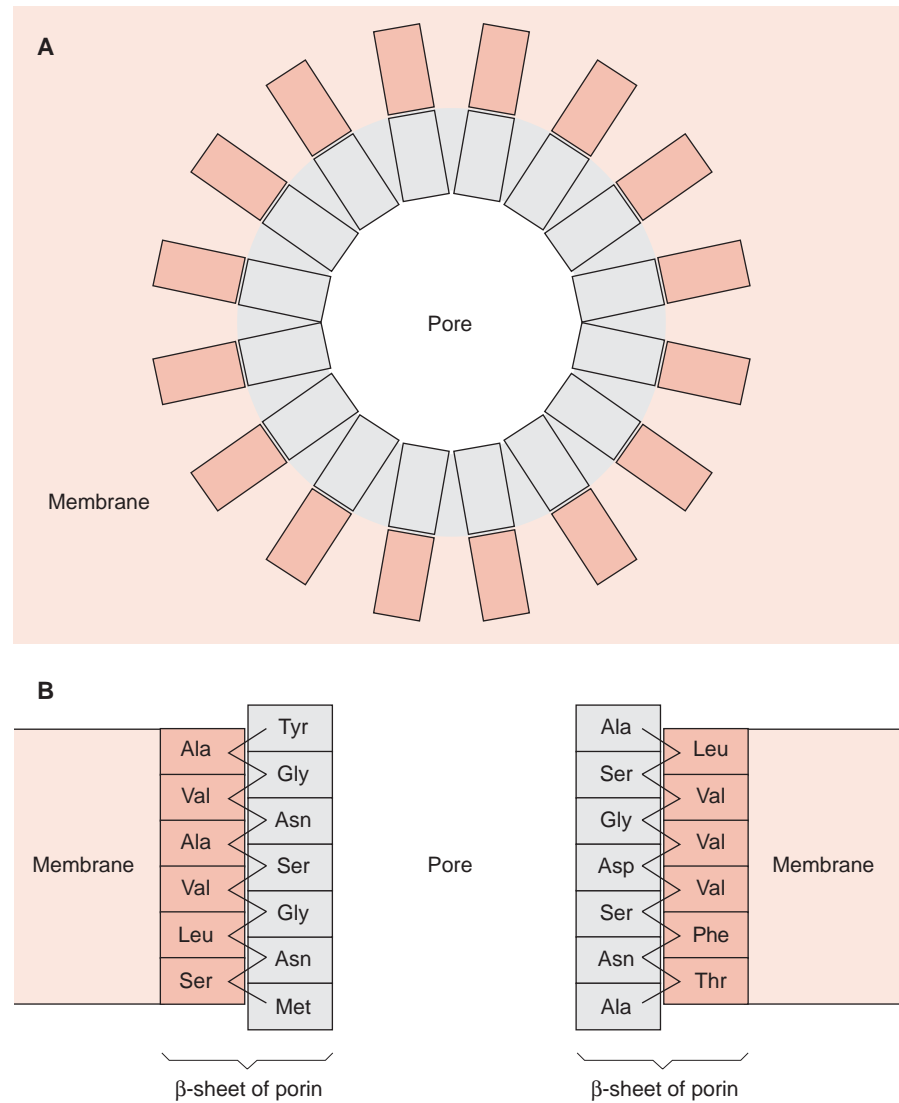 A
Pore
Membrane
B
Tyr
Ala
Gly
Val
Asn
Ala
Ser
Val
Gly
Leu
Asn
Ser
Met
Membrane
Pore
Ala
Leu
Ser
Val
Gly
Val
Asp
Val
Ser
Phe
Asn
Thr
Ala
Membrane
β-sheet of porin
β-sheet of porin